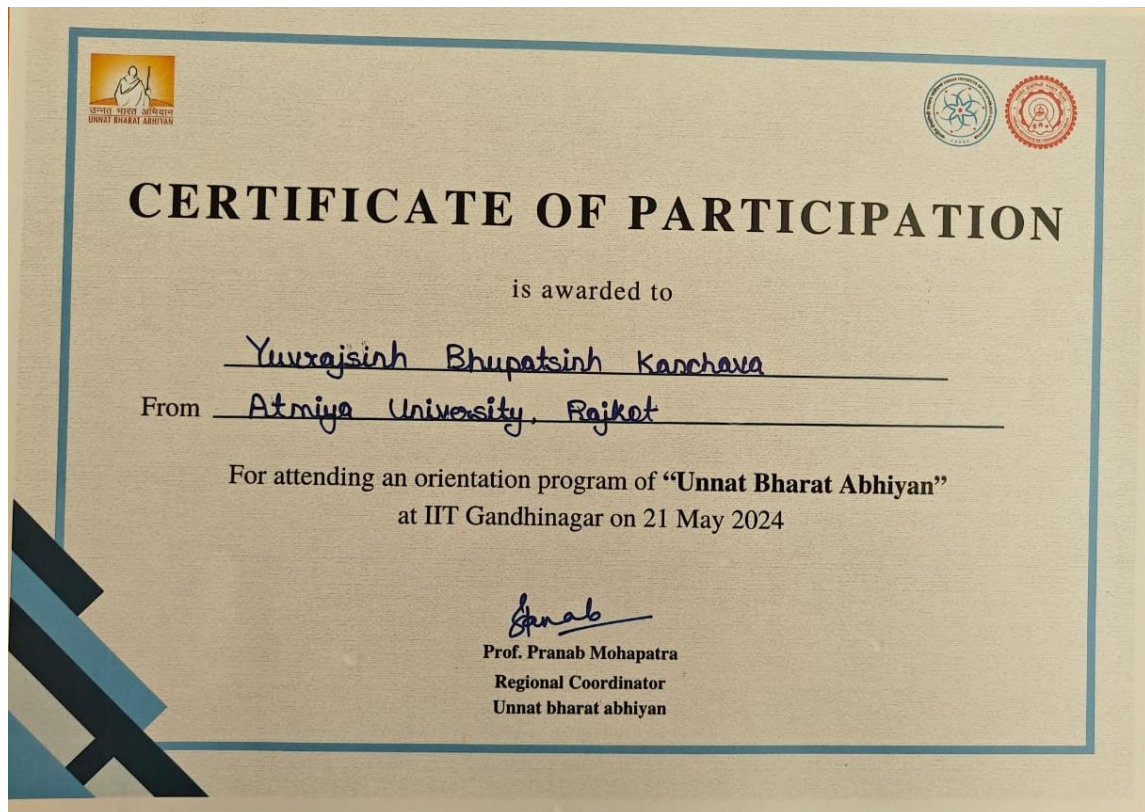 उन्नत भारत अभियान
UNNAT BHARAT ABHIYAN
CERTIFICATE OF PARTICIPATION
is awarded to
Yuvrajsinh Bhupatsinh Kanchava
From Atmiya University, Rajkot
For attending an orientation program of “Unnat Bharat Abhiyan”
at IIT Gandhinagar on 21 May 2024
Pranab
Prof. Pranab Mohapatra
Regional Coordinator
Unnat bharat abhiyan